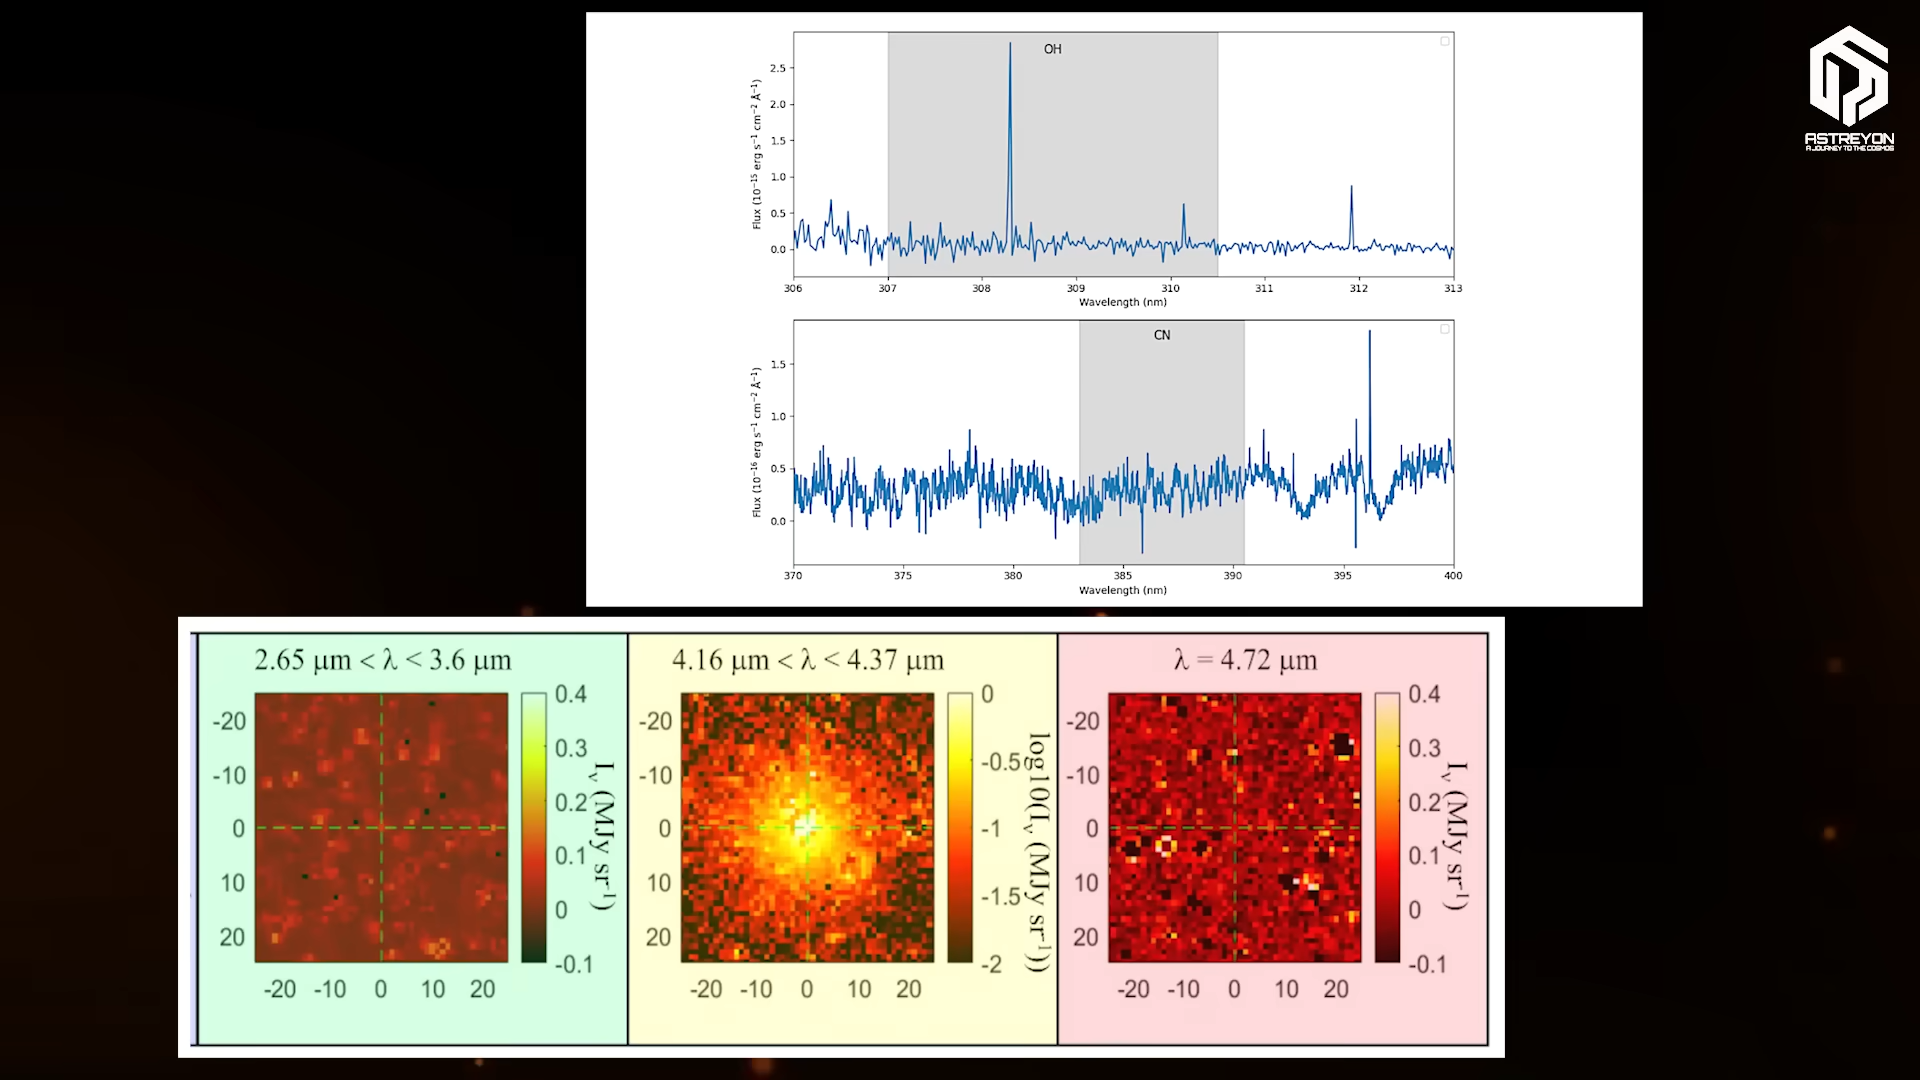 OH
Flux (10⁻¹⁵ erg s⁻¹ cm⁻² Å⁻¹)
2.5
2.0
1.5
1.0
0.5
0.0
306 307 308 309 310 311 312 313
Wavelength (nm)
CN
Flux (10⁻¹⁶ erg s⁻¹ cm⁻² Å⁻¹)
1.5
1.0
0.5
0.0
370 375 380 385 390 395 400
Wavelength (nm)
ASTREYON
A JOURNEY TO THE COSMOS
2.65 μm < λ < 3.6 μm
-20
-10
0
10
20
-20 -10 0 10 20
0.4
0.3
0.2
0.1
0
-0.1
Iν (MJy sr⁻¹)
4.16 μm < λ < 4.37 μm
-20
-10
0
10
20
-20 -10 0 10 20
0
-0.5
-1
-1.5
-2
log10(Iν (MJy sr⁻¹))
λ = 4.72 μm
-20
-10
0
10
20
-20 -10 0 10 20
0.4
0.3
0.2
0.1
0
-0.1
Iν (MJy sr⁻¹)